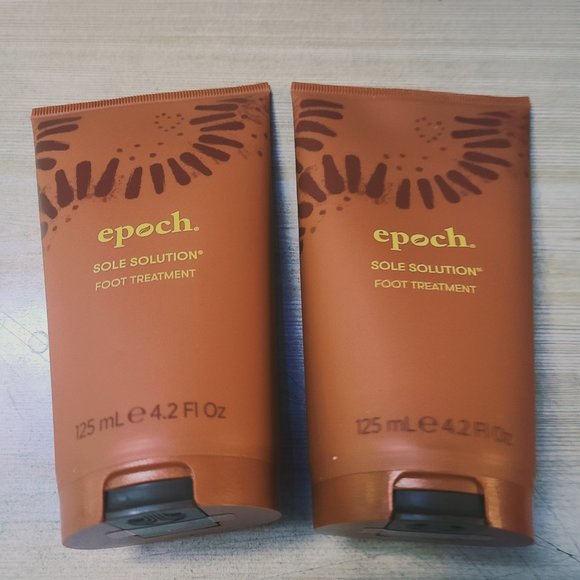 epoch®
SOLE SOLUTION®
FOOT TREATMENT
125 mL ℮ 4.2 Fl Oz
epoch®
SOLE SOLUTION®
FOOT TREATMENT
125 mL ℮ 4.2 Fl Oz